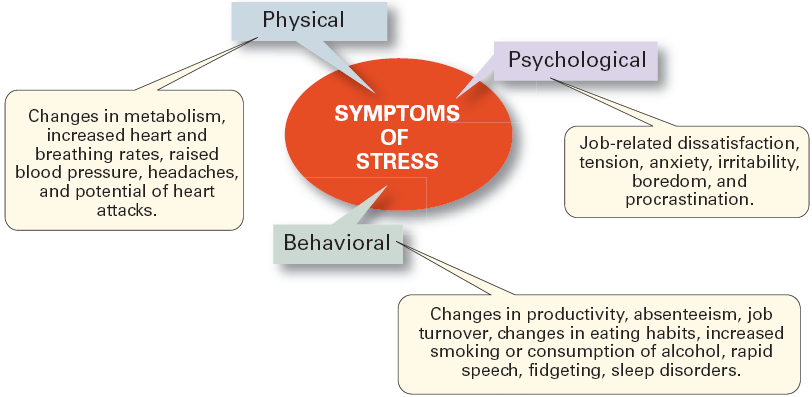 Physical
Psychological
SYMPTOMS
OF
STRESS
Changes in metabolism,
increased heart and
breathing rates, raised
blood pressure, headaches,
and potential of heart
attacks.
Job-related dissatisfaction,
tension, anxiety, irritability,
boredom, and
procrastination.
Behavioral
Changes in productivity, absenteeism, job
turnover, changes in eating habits, increased
smoking or consumption of alcohol, rapid
speech, fidgeting, sleep disorders.